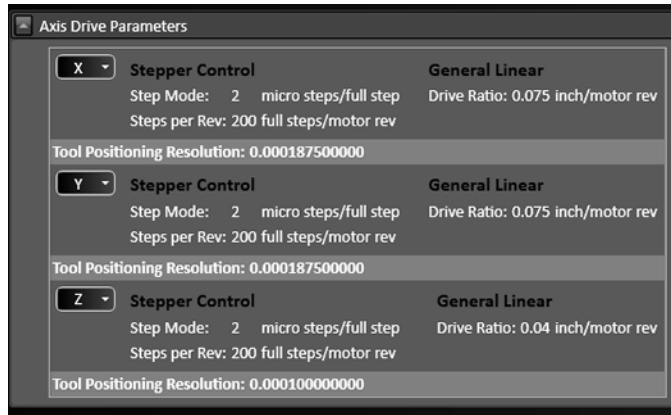 Axis Drive Parameters
X Stepper Control General Linear
Step Mode: 2 micro steps/full step Drive Ratio: 0.075 inch/motor rev
Steps per Rev: 200 full steps/motor rev
Tool Positioning Resolution: 0.000187500000
Y Stepper Control General Linear
Step Mode: 2 micro steps/full step Drive Ratio: 0.075 inch/motor rev
Steps per Rev: 200 full steps/motor rev
Tool Positioning Resolution: 0.000187500000
Z Stepper Control General Linear
Step Mode: 2 micro steps/full step Drive Ratio: 0.04 inch/motor rev
Steps per Rev: 200 full steps/motor rev
Tool Positioning Resolution: 0.000100000000